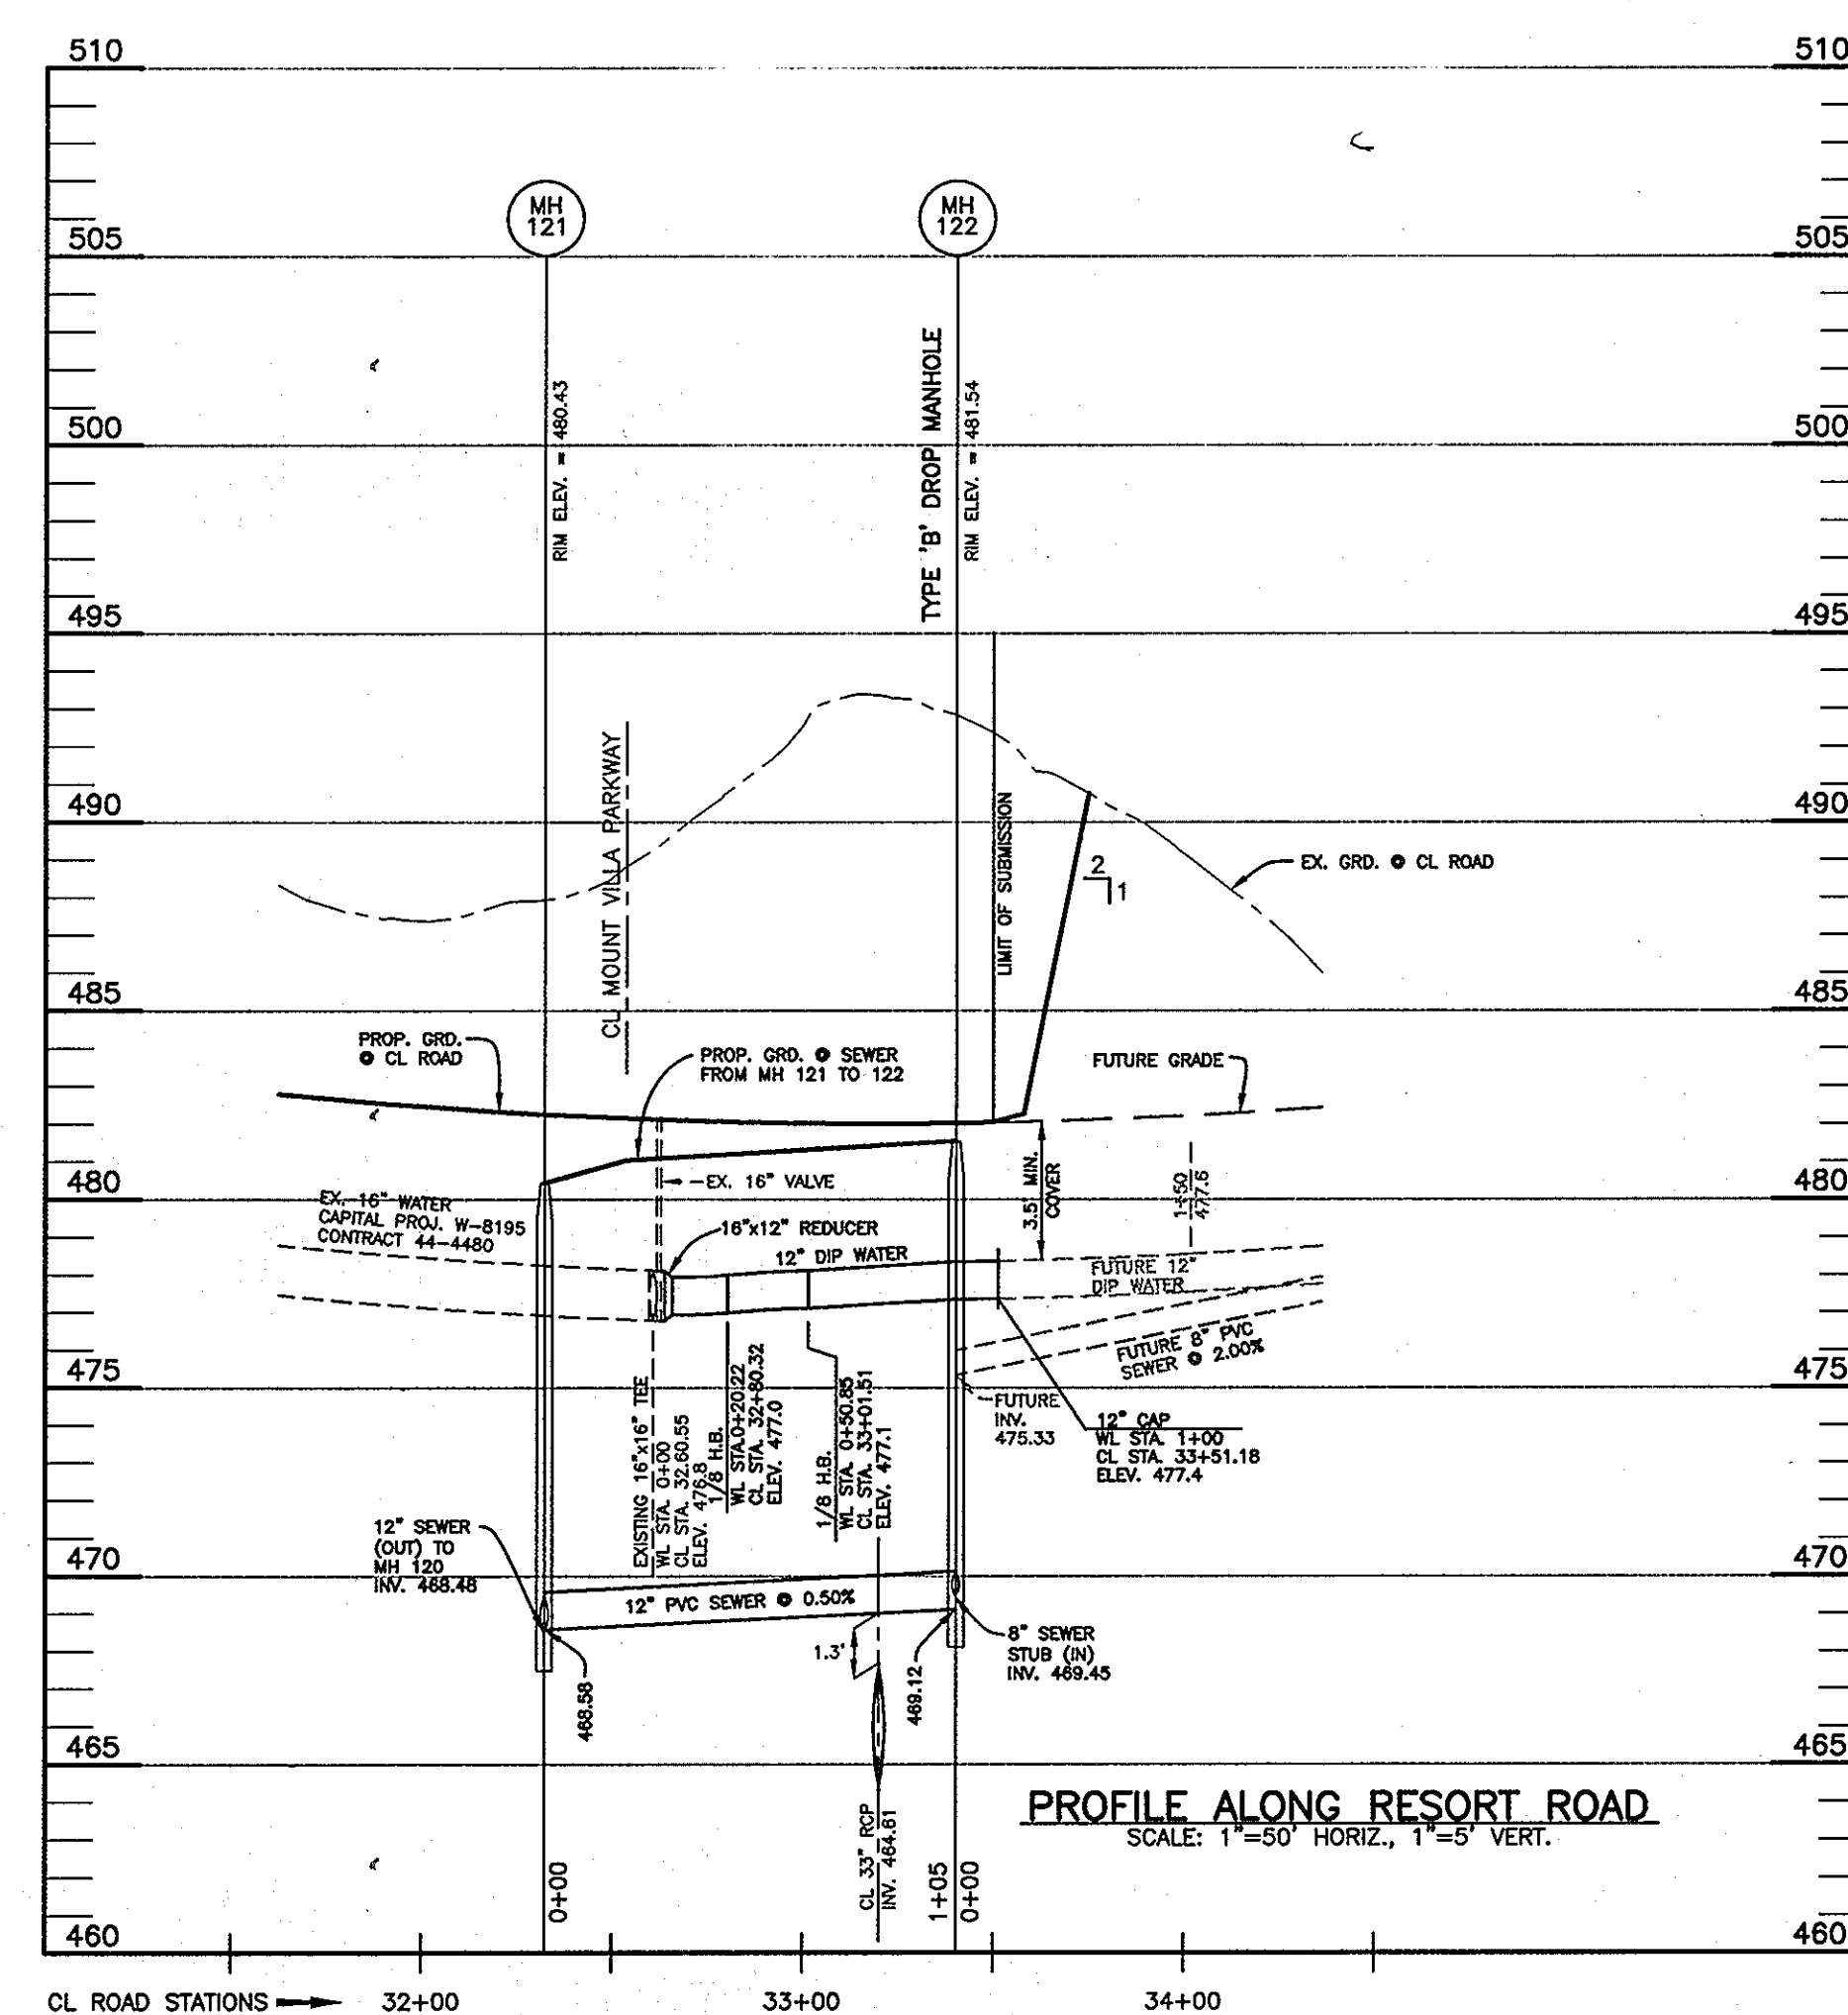 510
510
MH
121
MH
122
505
505
RIM ELEV. = 480.43
TYPE 'B' DROP MANHOLE
RIM ELEV. = 481.54
500
500
495
495
CL MOUNT VILLA PARKWAY
LIMIT OF SUBMISSION
490
490
2
1
EX. GRD. @ CL ROAD
485
485
PROP. GRD.
@ CL ROAD
PROP. GRD. @ SEWER
FROM MH 121 TO 122
FUTURE GRADE
480
480
EX. 16" WATER
CAPITAL PROJ. W-8195
CONTRACT 44-4480
EX. 16" VALVE
16"x12" REDUCER
12" DIP WATER
3.5' MIN.
COVER
1+50
477.6
FUTURE 12"
DIP WATER
FUTURE 8" PVC
SEWER @ 2.00%
475
475
EXISTING 16"x16" TEE
WL STA. 0+00
CL STA. 32.60.55
ELEV. 476.8
1/8 H.B.
WL STA.0+20.22
CL STA. 32+80.32
ELEV. 477.0
1/8 H.B.
WL STA. 0+50.85
CL STA. 33+01.51
ELEV. 477.1
FUTURE
INV.
475.33
12" CAP
WL STA. 1+00
CL STA. 33+51.18
ELEV. 477.4
470
470
12" SEWER
(OUT) TO
MH 120
INV. 468.48
12" PVC SEWER @ 0.50%
468.58
1.3'
469.12
8" SEWER
STUB (IN)
INV. 469.45
465
465
PROFILE ALONG RESORT ROAD
SCALE: 1"=50' HORIZ., 1"=5' VERT.
0+00
CL 33" RCP
INV. 464.61
1+05
0+00
460
460
CL ROAD STATIONS
32+00
33+00
34+00